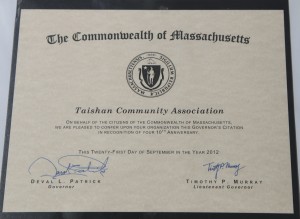 The Commonwealth of Massachusetts
Taishan Community Association
On behalf of the citizens of the Commonwealth of Massachusetts,
we are pleased to confer upon your organization this Governor's Citation
in recognition of your 16th Anniversary.
This Twenty-First Day of September in the Year 2012
Deval L. Patrick
Governor
Timothy P. Murray
Lieutenant Governor